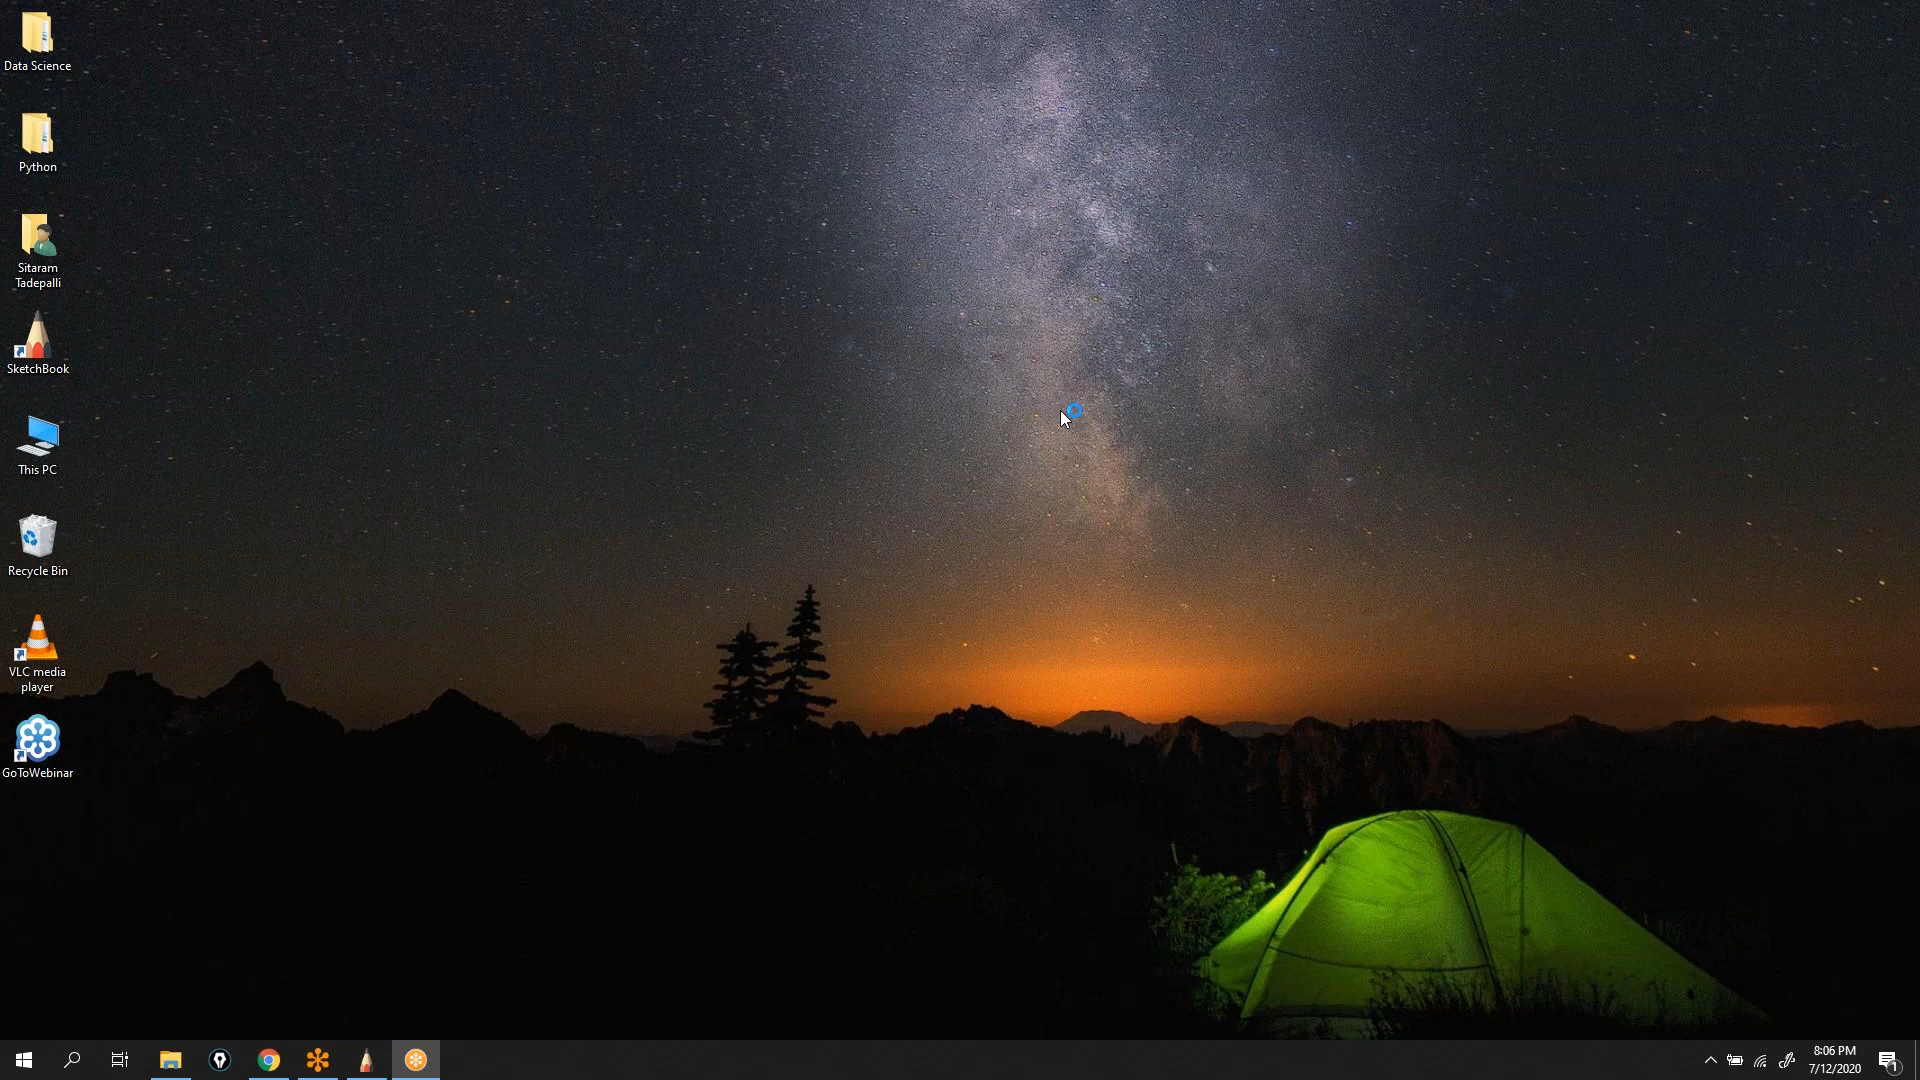 Data Science
Python
Sitaram
Tadepalli
SketchBook
This PC
Recycle Bin
VLC media
player
GoToWebinar
8:06 PM
7/12/2020
1